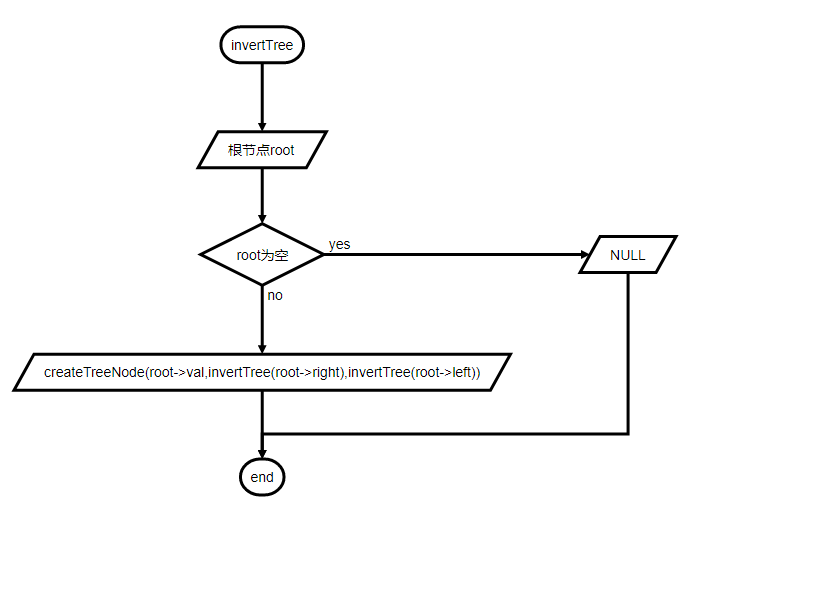 invertTree
根节点root
root为空
yes
NULL
no
createTreeNode(root->val,invertTree(root->right),invertTree(root->left))
end